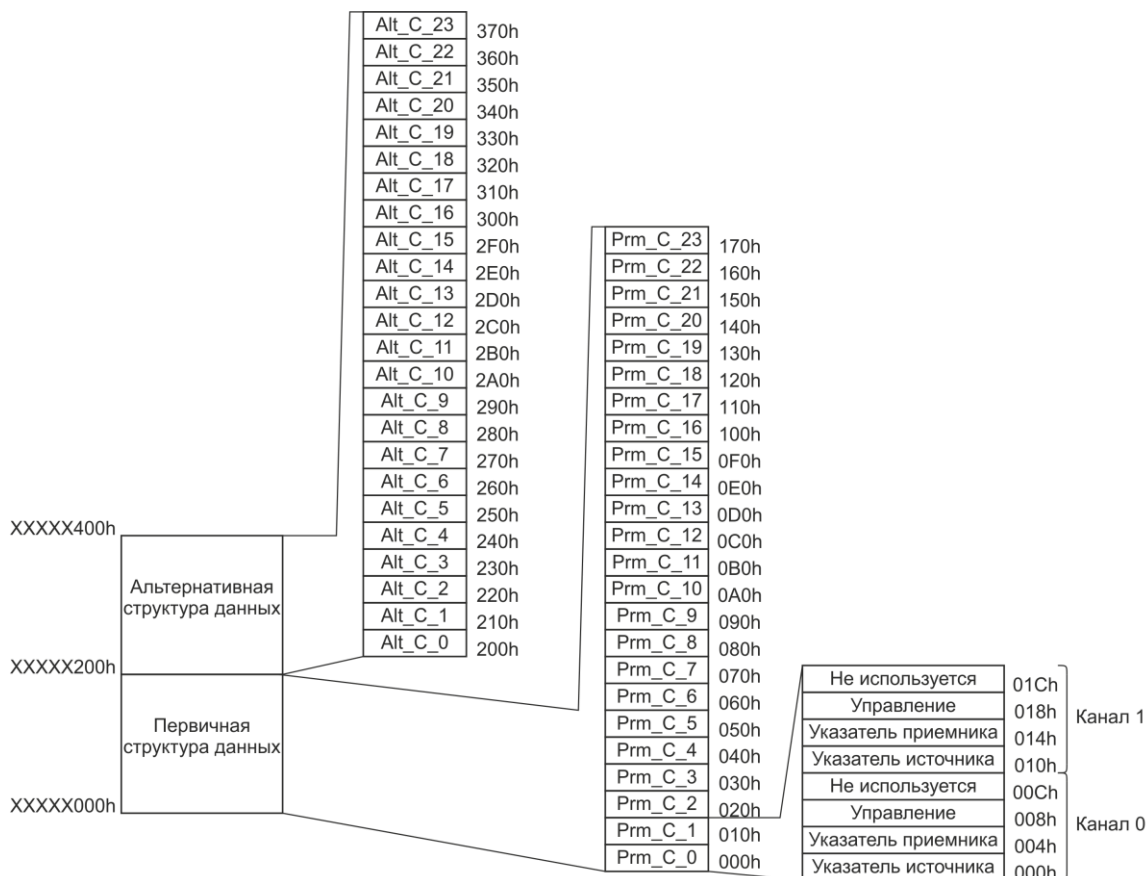 Alt_C_23 370h
Alt_C_22 360h
Alt_C_21 350h
Alt_C_20 340h
Alt_C_19 330h
Alt_C_18 320h
Alt_C_17 310h
Alt_C_16 300h
Alt_C_15 2F0h
Alt_C_14 2E0h
Alt_C_13 2D0h
Alt_C_12 2C0h
Alt_C_11 2B0h
Alt_C_10 2A0h
Alt_C_9 290h
Alt_C_8 280h
Alt_C_7 270h
Alt_C_6 260h
Alt_C_5 250h
Alt_C_4 240h
Alt_C_3 230h
Alt_C_2 220h
Alt_C_1 210h
Alt_C_0 200h
XXXXX400h
Альтернативная
структура данных
XXXXX200h
Первичная
структура данных
XXXXX000h
Prm_C_23 170h
Prm_C_22 160h
Prm_C_21 150h
Prm_C_20 140h
Prm_C_19 130h
Prm_C_18 120h
Prm_C_17 110h
Prm_C_16 100h
Prm_C_15 0F0h
Prm_C_14 0E0h
Prm_C_13 0D0h
Prm_C_12 0C0h
Prm_C_11 0B0h
Prm_C_10 0A0h
Prm_C_9 090h
Prm_C_8 080h
Prm_C_7 070h
Prm_C_6 060h
Prm_C_5 050h
Prm_C_4 040h
Prm_C_3 030h
Prm_C_2 020h
Prm_C_1 010h
Prm_C_0 000h
Не используется 01Ch
Управление 018h
Указатель приемника 014h
Указатель источника 010h
Канал 1
Не используется 00Ch
Управление 008h
Указатель приемника 004h
Указатель источника 000h
Канал 0